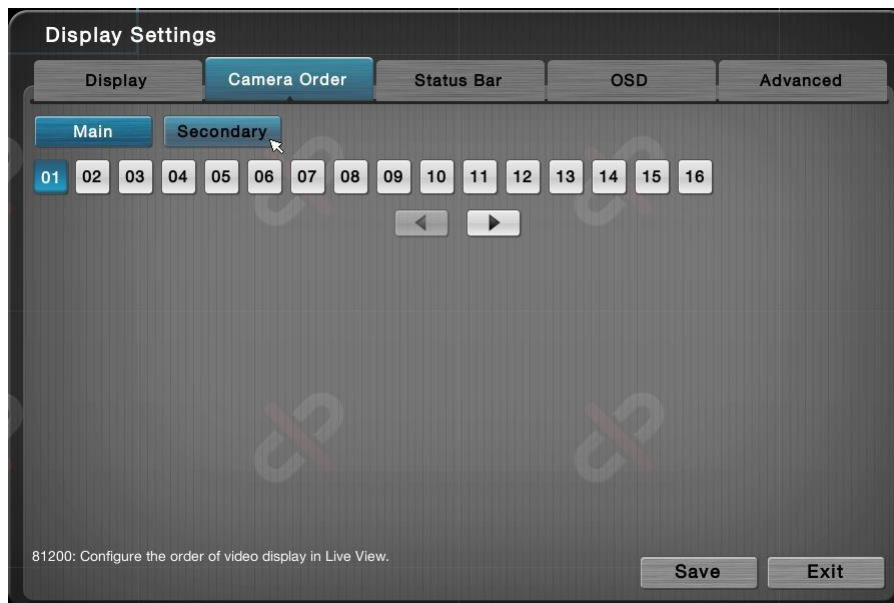 Display Settings
Display Camera Order Status Bar OSD Advanced
Main Secondary
01 02 03 04 05 06 07 08 09 10 11 12 13 14 15 16
81200: Configure the order of video display in Live View.
Save Exit